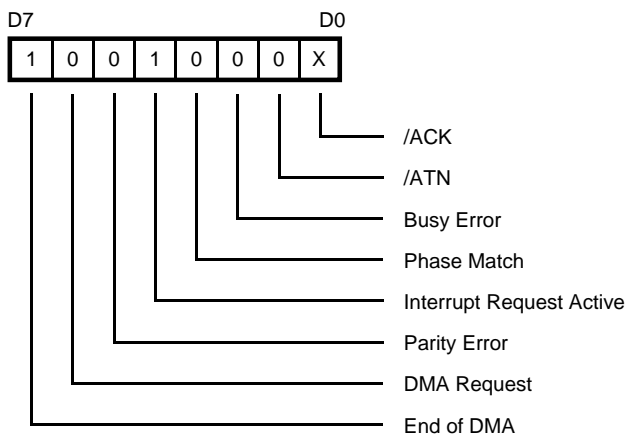 D7 D0
1 0 0 1 0 0 0 X
/ACK
/ATN
Busy Error
Phase Match
Interrupt Request Active
Parity Error
DMA Request
End of DMA